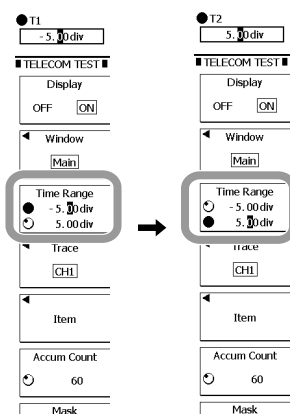 T1
-5.00div
TELECOM TEST
Display
OFF ON
Window
Main
Time Range
-5.00div
5.00div
Trace
CH1
Item
Accum Count
60
Mask
T2
5.00div
TELECOM TEST
Display
OFF ON
Window
Main
Time Range
-5.00div
5.00div
Trace
CH1
Item
Accum Count
60
Mask